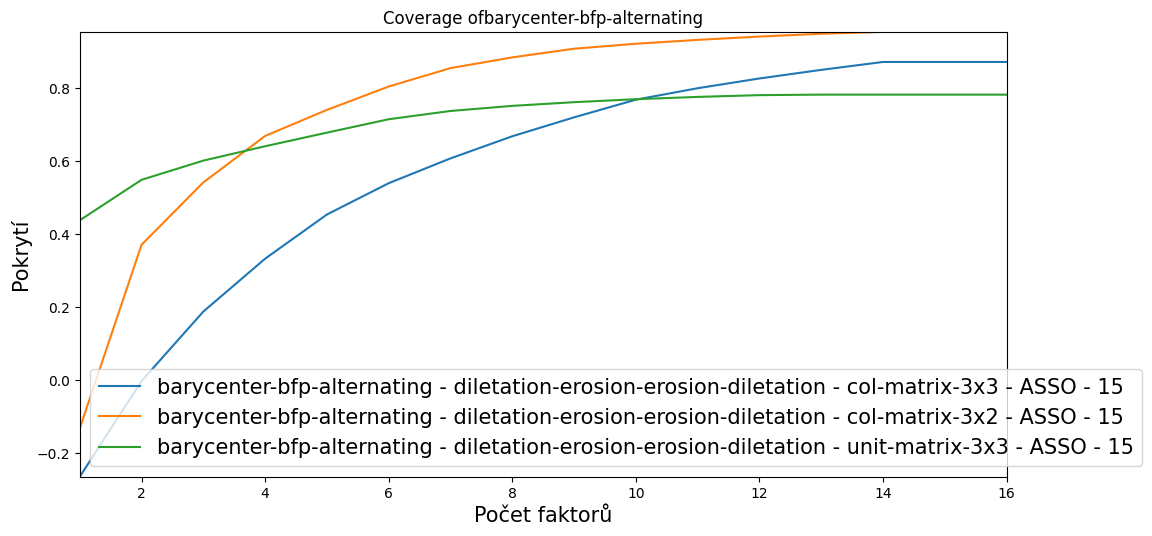 Coverage ofbarycenter-bfp-alternating
Pokrytí
0.8
0.6
0.4
0.2
0.0
−0.2
barycenter-bfp-alternating - diletation-erosion-erosion-diletation - col-matrix-3x3 - ASSO - 15
barycenter-bfp-alternating - diletation-erosion-erosion-diletation - col-matrix-3x2 - ASSO - 15
barycenter-bfp-alternating - diletation-erosion-erosion-diletation - unit-matrix-3x3 - ASSO - 15
2 4 6 8 10 12 14 16
Počet faktorů